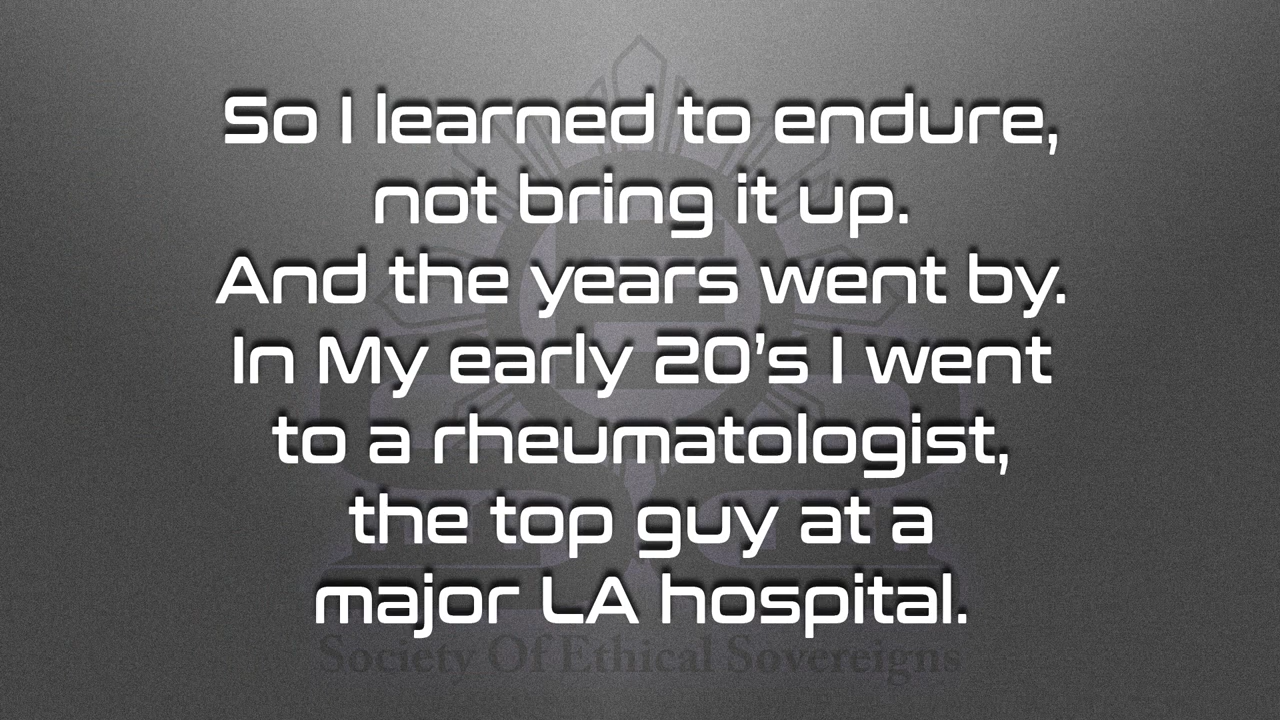 So I learned to endure,
not bring it up.
And the years went by.
In My early 20's I went
to a rheumatologist,
the top guy at a
major LA hospital.
Society Of Ethical Sovereigns